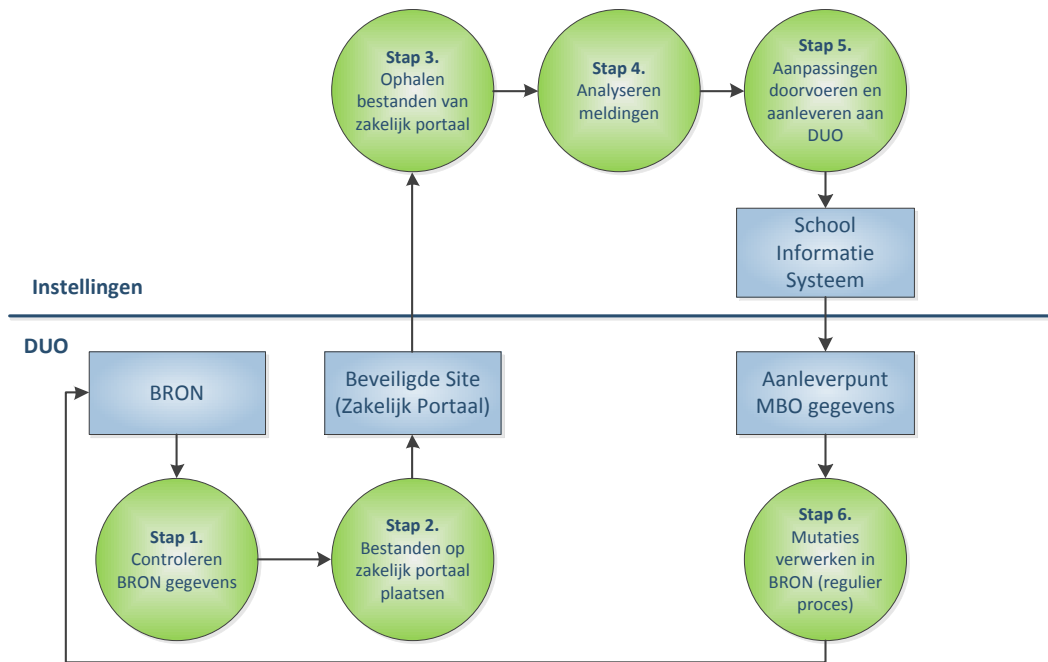 Stap 3.
Ophalen
bestanden van
zakelijk portaal
Stap 4.
Analyseren
meldingen
Stap 5.
Aanpassingen
doorvoeren en
aanleveren aan
DUO
School
Informatie
Systeem
Instellingen
DUO
BRON
Beveiligde Site
(Zakelijk Portaal)
Aanleverpunt
MBO gegevens
Stap 1.
Controleren
BRON gegevens
Stap 2.
Bestanden op
zakelijk portaal
plaatsen
Stap 6.
Mutaties
verwerken in
BRON (regulier
proces)